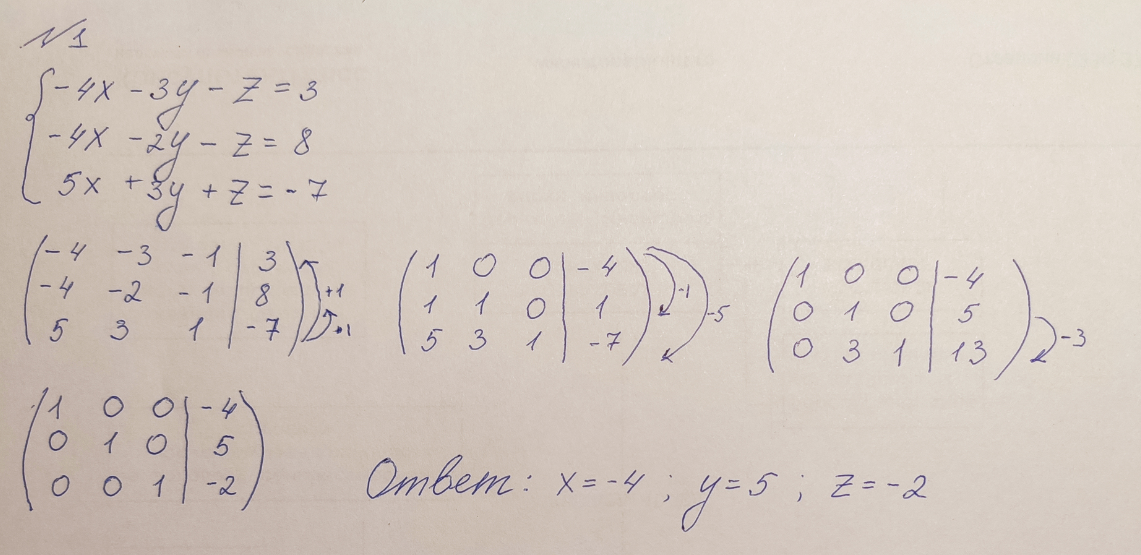 №1
-4x -3y - z = 3
-4x -2y - z = 8
5x +3y + z = -7
-4 -3 -1 | 3
-4 -2 -1 | 8 +1
5 3 1 | -7 +1
1 0 0 | -4
1 1 0 | 1 -1
5 3 1 | -7 -5
1 0 0 | -4
0 1 0 | 5
0 3 1 | 13 -3
1 0 0 | -4
0 1 0 | 5
0 0 1 | -2
Ответ: x = -4 ; y = 5 ; z = -2